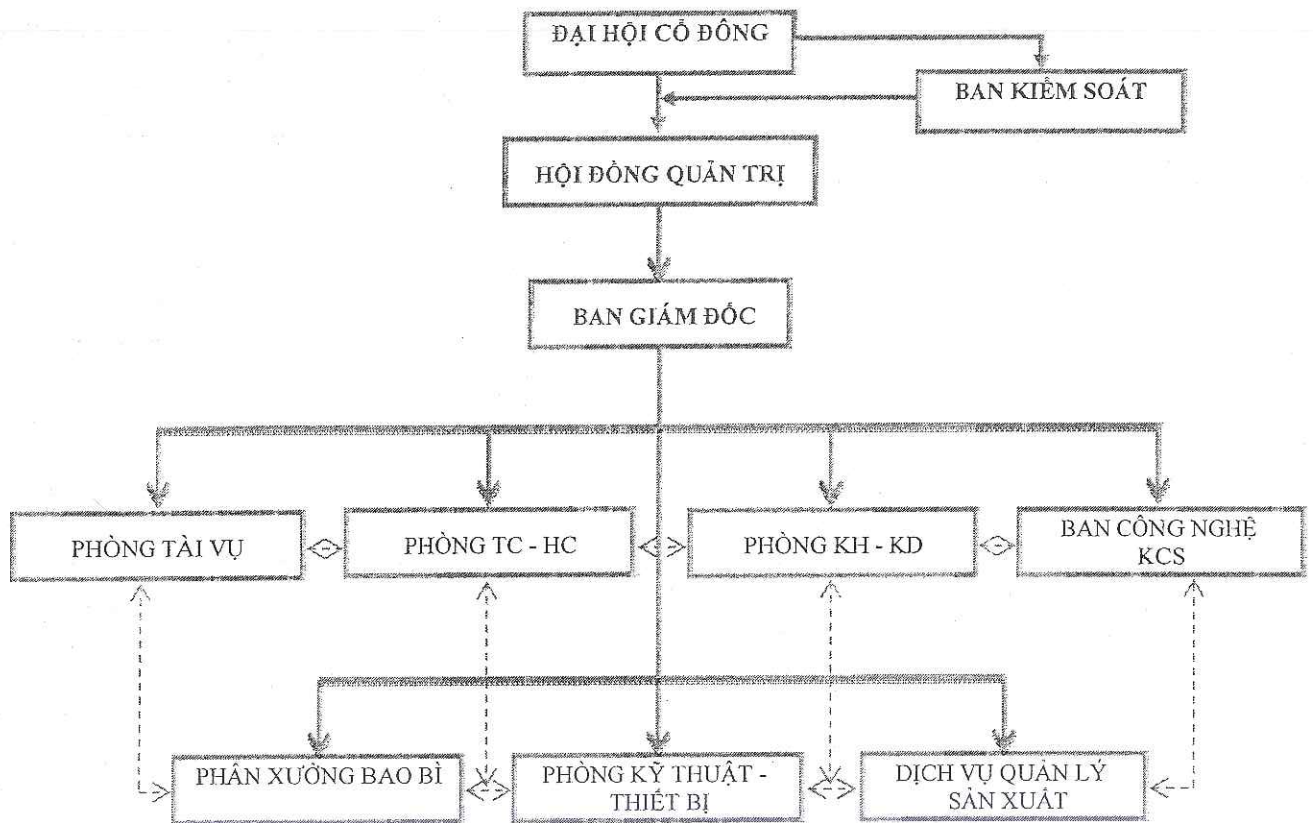 ĐẠI HỘI CỔ ĐÔNG
BAN KIỂM SOÁT
HỘI ĐỒNG QUẢN TRỊ
BAN GIÁM ĐỐC
PHÒNG TÀI VỤ
PHÒNG TC - HC
PHÒNG KH - KD
BAN CÔNG NGHỆ
KCS
PHÂN XƯỞNG BAO BÌ
PHÒNG KỸ THUẬT -
THIẾT BỊ
DỊCH VỤ QUẢN LÝ
SẢN XUẤT